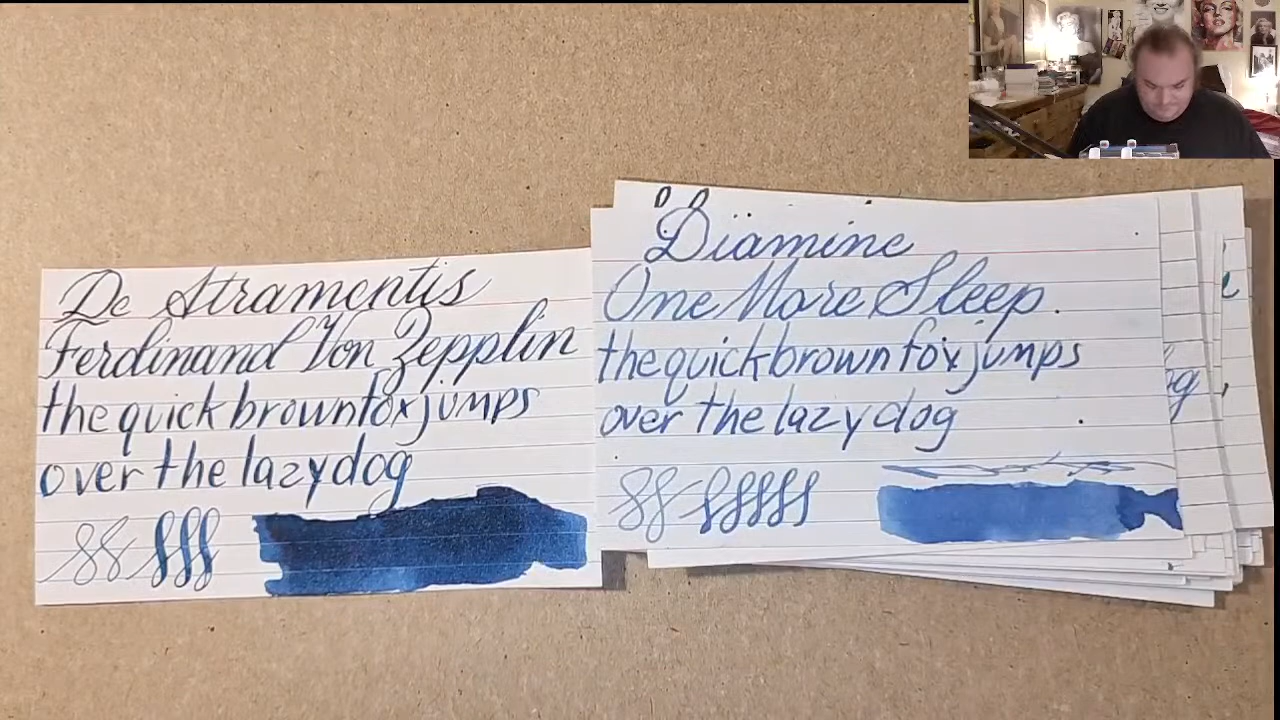 De Atramentis
Ferdinand Von Zepplin
the quick brown fox jumps
over the lazy dog
Diamine
One More Sleep.
the quick brown fox jumps
over the lazy dog